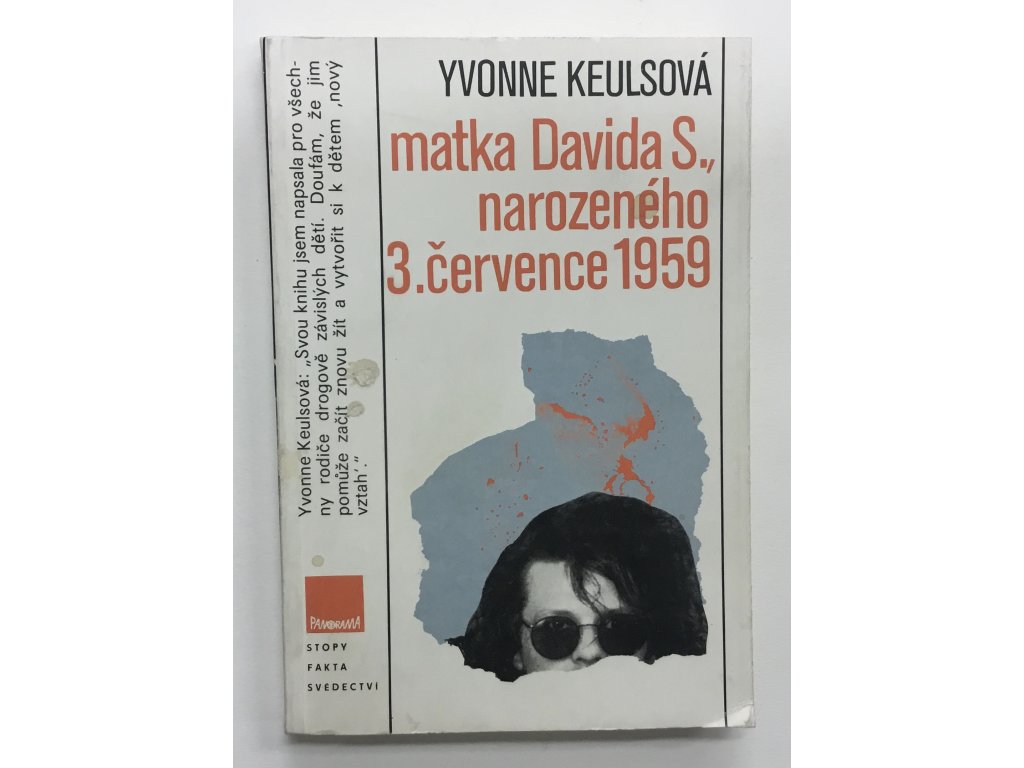 YVONNE KEULSOVÁ
matka Davida S.,
narozeného
3. července 1959
Yvonne Keulsová: „Svou knihu jsem napsala pro všech-
ny rodiče drogově závislých dětí. Doufám, že jim
pomůže začít znovu žít a vytvořit si k dětem ‚nový
vztah‘.“
PANORAMA
STOPY
FAKTA
SVĚDECTVÍ